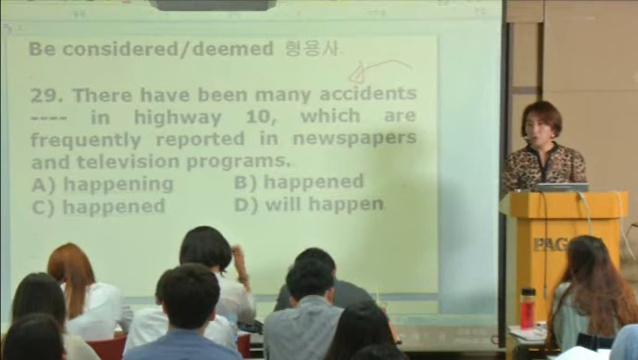 Be considered/deemed 형용사
29. There have been many accidents
---- in highway 10, which are
frequently reported in newspapers
and television programs.
A) happening B) happened
C) happened D) will happen
PAG